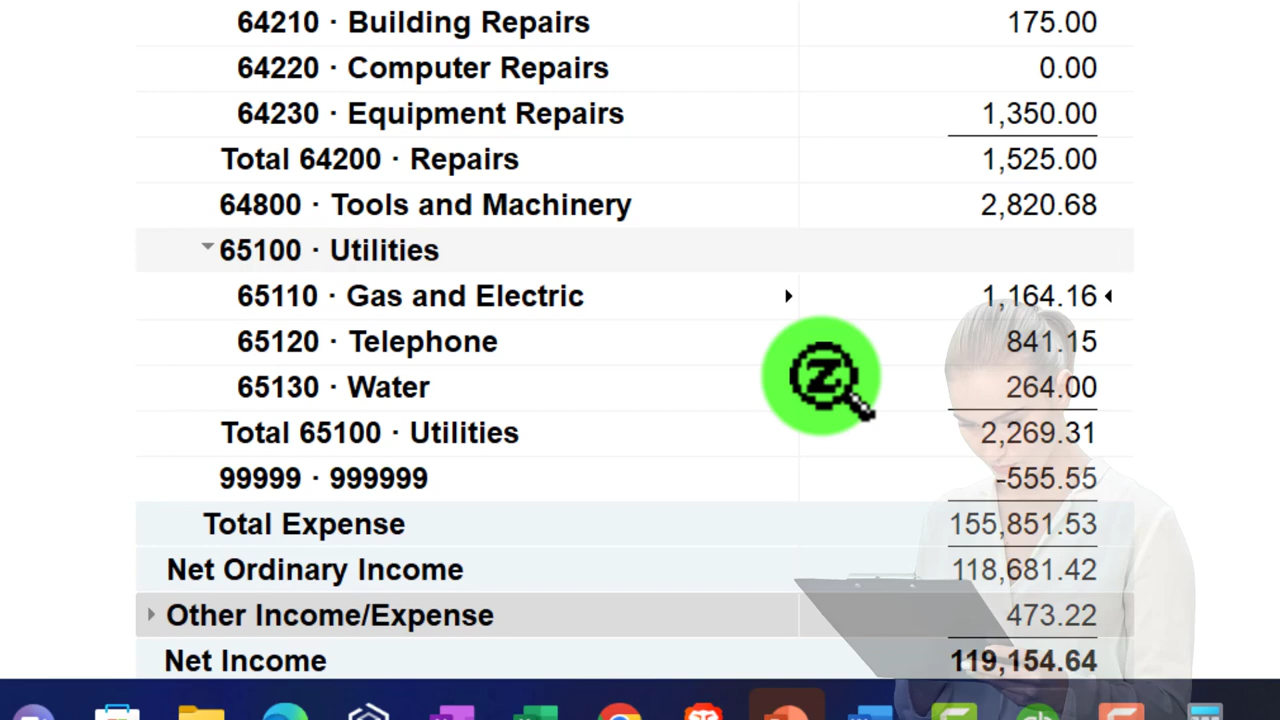 64210 · Building Repairs 175.00
64220 · Computer Repairs 0.00
64230 · Equipment Repairs 1,350.00
Total 64200 · Repairs 1,525.00
64800 · Tools and Machinery 2,820.68
65100 · Utilities
65110 · Gas and Electric 1,164.16
65120 · Telephone 841.15
65130 · Water 264.00
Total 65100 · Utilities 2,269.31
99999 · 999999 -555.55
Total Expense 155,851.53
Net Ordinary Income 118,681.42
Other Income/Expense 473.22
Net Income 119,154.64